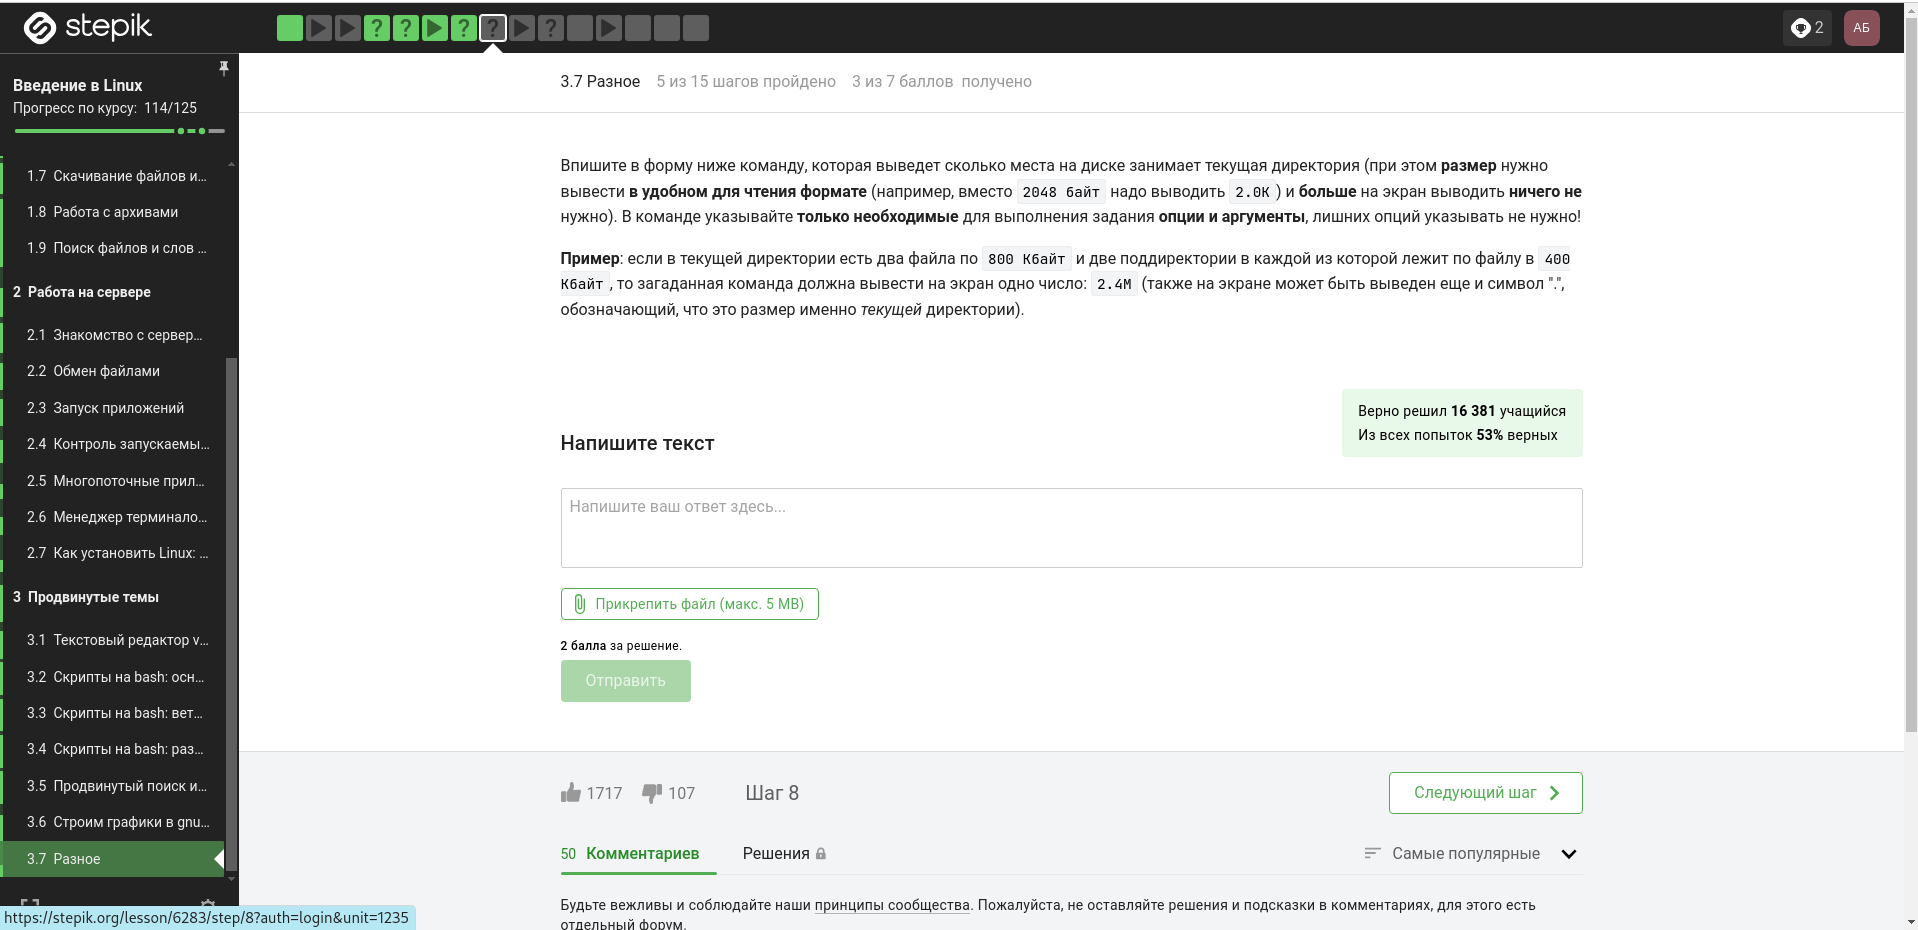 stepik
2
АБ
Введение в Linux
Прогресс по курсу: 114/125
1.7 Скачивание файлов и…
1.8 Работа с архивами
1.9 Поиск файлов и слов …
2 Работа на сервере
2.1 Знакомство с сервер…
2.2 Обмен файлами
2.3 Запуск приложений
2.4 Контроль запускаемы…
2.5 Многопоточные прил…
2.6 Менеджер терминало…
2.7 Как установить Linux: …
3 Продвинутые темы
3.1 Текстовый редактор v…
3.2 Скрипты на bash: осн…
3.3 Скрипты на bash: вет…
3.4 Скрипты на bash: раз…
3.5 Продвинутый поиск и…
3.6 Строим графики в gnu…
3.7 Разное
https://stepik.org/lesson/6283/step/8?auth=login&unit=1235
3.7 Разное 5 из 15 шагов пройдено 3 из 7 баллов получено
Впишите в форму ниже команду, которая выведет сколько места на диске занимает текущая директория (при этом размер нужно
вывести в удобном для чтения формате (например, вместо 2048 байт надо выводить 2.0K ) и больше на экран выводить ничего не
нужно). В команде указывайте только необходимые для выполнения задания опции и аргументы, лишних опций указывать не нужно!
Пример: если в текущей директории есть два файла по 800 Кбайт и две поддиректории в каждой из которой лежит по файлу в 400
Кбайт , то загаданная команда должна вывести на экран одно число: 2.4M (также на экране может быть выведен еще и символ ".",
обозначающий, что это размер именно текущей директории).
Верно решил 16 381 учащийся
Из всех попыток 53% верных
Напишите текст
Напишите ваш ответ здесь...
Прикрепить файл (макс. 5 MB)
2 балла за решение.
Отправить
1717 107 Шаг 8
Следующий шаг
50 Комментариев Решения
Самые популярные
Будьте вежливы и соблюдайте наши принципы сообщества. Пожалуйста, не оставляйте решения и подсказки в комментариях, для этого есть
отдельный форум.